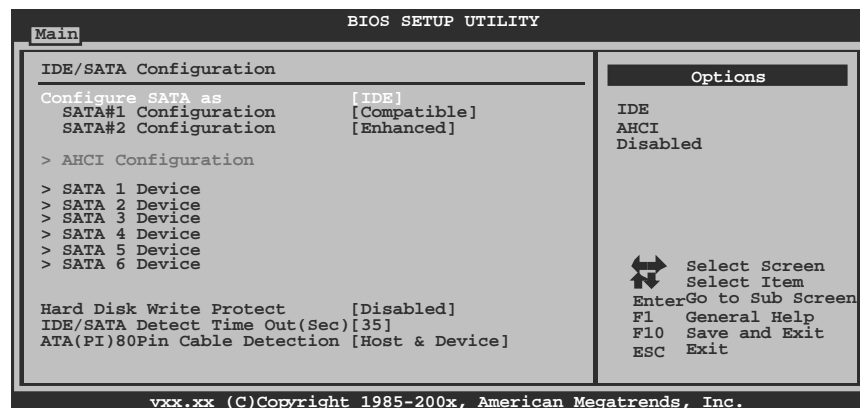 BIOS SETUP UTILITY
Main
IDE/SATA Configuration
Configure SATA as [IDE]
SATA#1 Configuration [Compatible]
SATA#2 Configuration [Enhanced]
> AHCI Configuration
> SATA 1 Device
> SATA 2 Device
> SATA 3 Device
> SATA 4 Device
> SATA 5 Device
> SATA 6 Device
Hard Disk Write Protect [Disabled]
IDE/SATA Detect Time Out(Sec)[35]
ATA(PI)80Pin Cable Detection [Host & Device]
Options
IDE
AHCI
Disabled
Select Screen
Select Item
Enter Go to Sub Screen
F1 General Help
F10 Save and Exit
ESC Exit
vxx.xx (C)Copyright 1985-200x, American Megatrends, Inc.